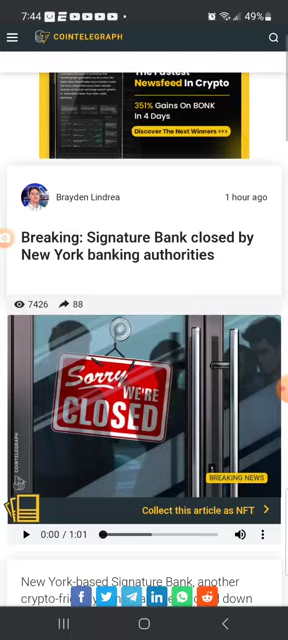 7:44
49%
COINTELEGRAPH
The Fastest
Newsfeed In Crypto
351% Gains On BONK
In 4 Days
Discover The Next Winners >>>
Brayden Lindrea
1 hour ago
Breaking: Signature Bank closed by
New York banking authorities
7426
88
Sorry
WE'RE
CLOSED
COINTELEGRAPH
BREAKING NEWS
Collect this article as NFT
0:00 / 1:01
New York-based Signature Bank, another
down